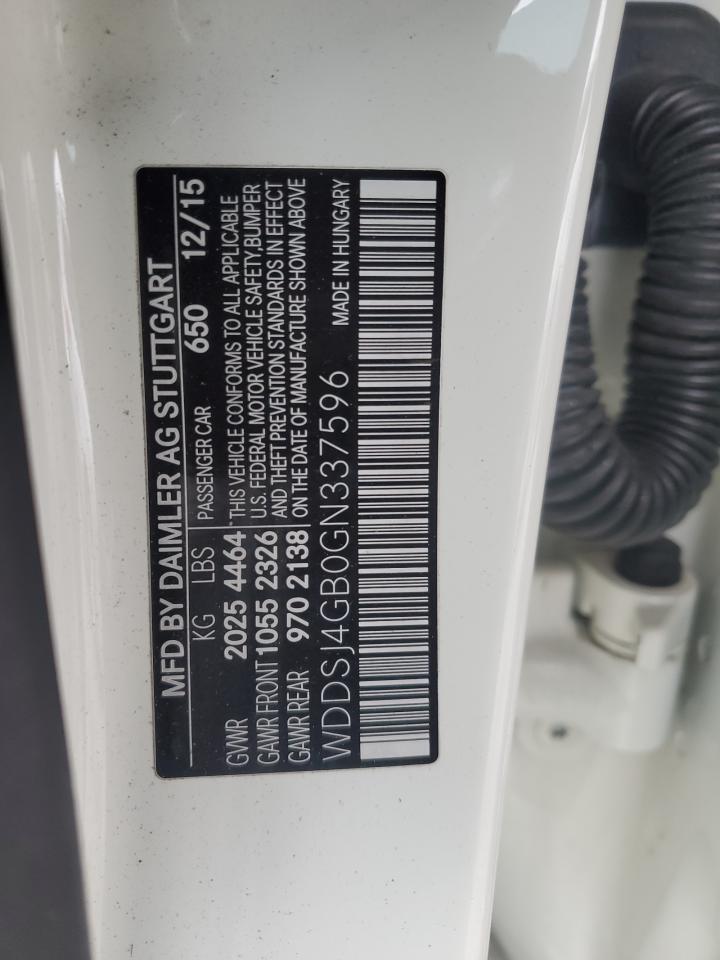 MFD BY DAIMLER AG STUTTGART
KG LBS PASSENGER CAR 650 12/15
GVWR 2025 4464 THIS VEHICLE CONFORMS TO ALL APPLICABLE
GAWR FRONT 1055 2326 U.S. FEDERAL MOTOR VEHICLE SAFETY,BUMPER
AND THEFT PREVENTION STANDARDS IN EFFECT
GAWR REAR 970 2138 ON THE DATE OF MANUFACTURE SHOWN ABOVE
WDDSJ4GB0GN337596 MADE IN HUNGARY